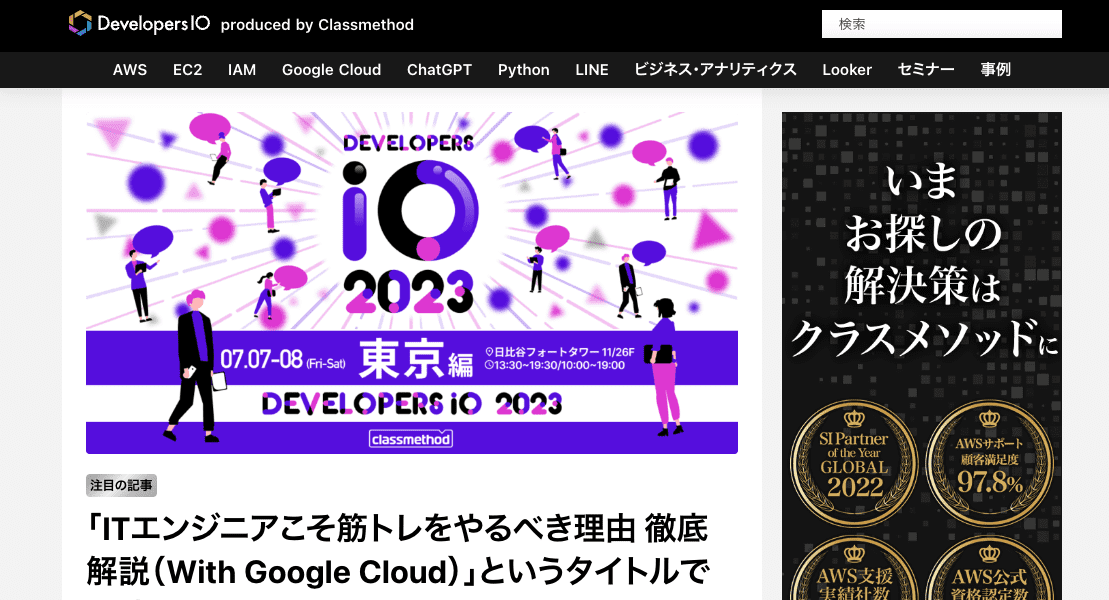 DevelopersIO produced by Classmethod
検索
AWS EC2 IAM Google Cloud ChatGPT Python LINE ビジネス・アナリティクス Looker セミナー 事例
DEVELOPERS
iO
2023
07.07-08 (Fri-Sat) 東京編
日比谷フォートタワー 11/26F
13:30~19:30/10:00~19:00
DEVELOPERS iO 2023
classmethod
注目の記事
「ITエンジニアこそ筋トレをやるべき理由 徹底
解説（With Google Cloud）」というタイトルで
いま
お探しの
解決策は
クラスメソッドに
SI Partner
of the Year
GLOBAL
2022
AWSサポート
顧客満足度
97.8%
AWS支援
実績社数
AWS公式
資格認定数